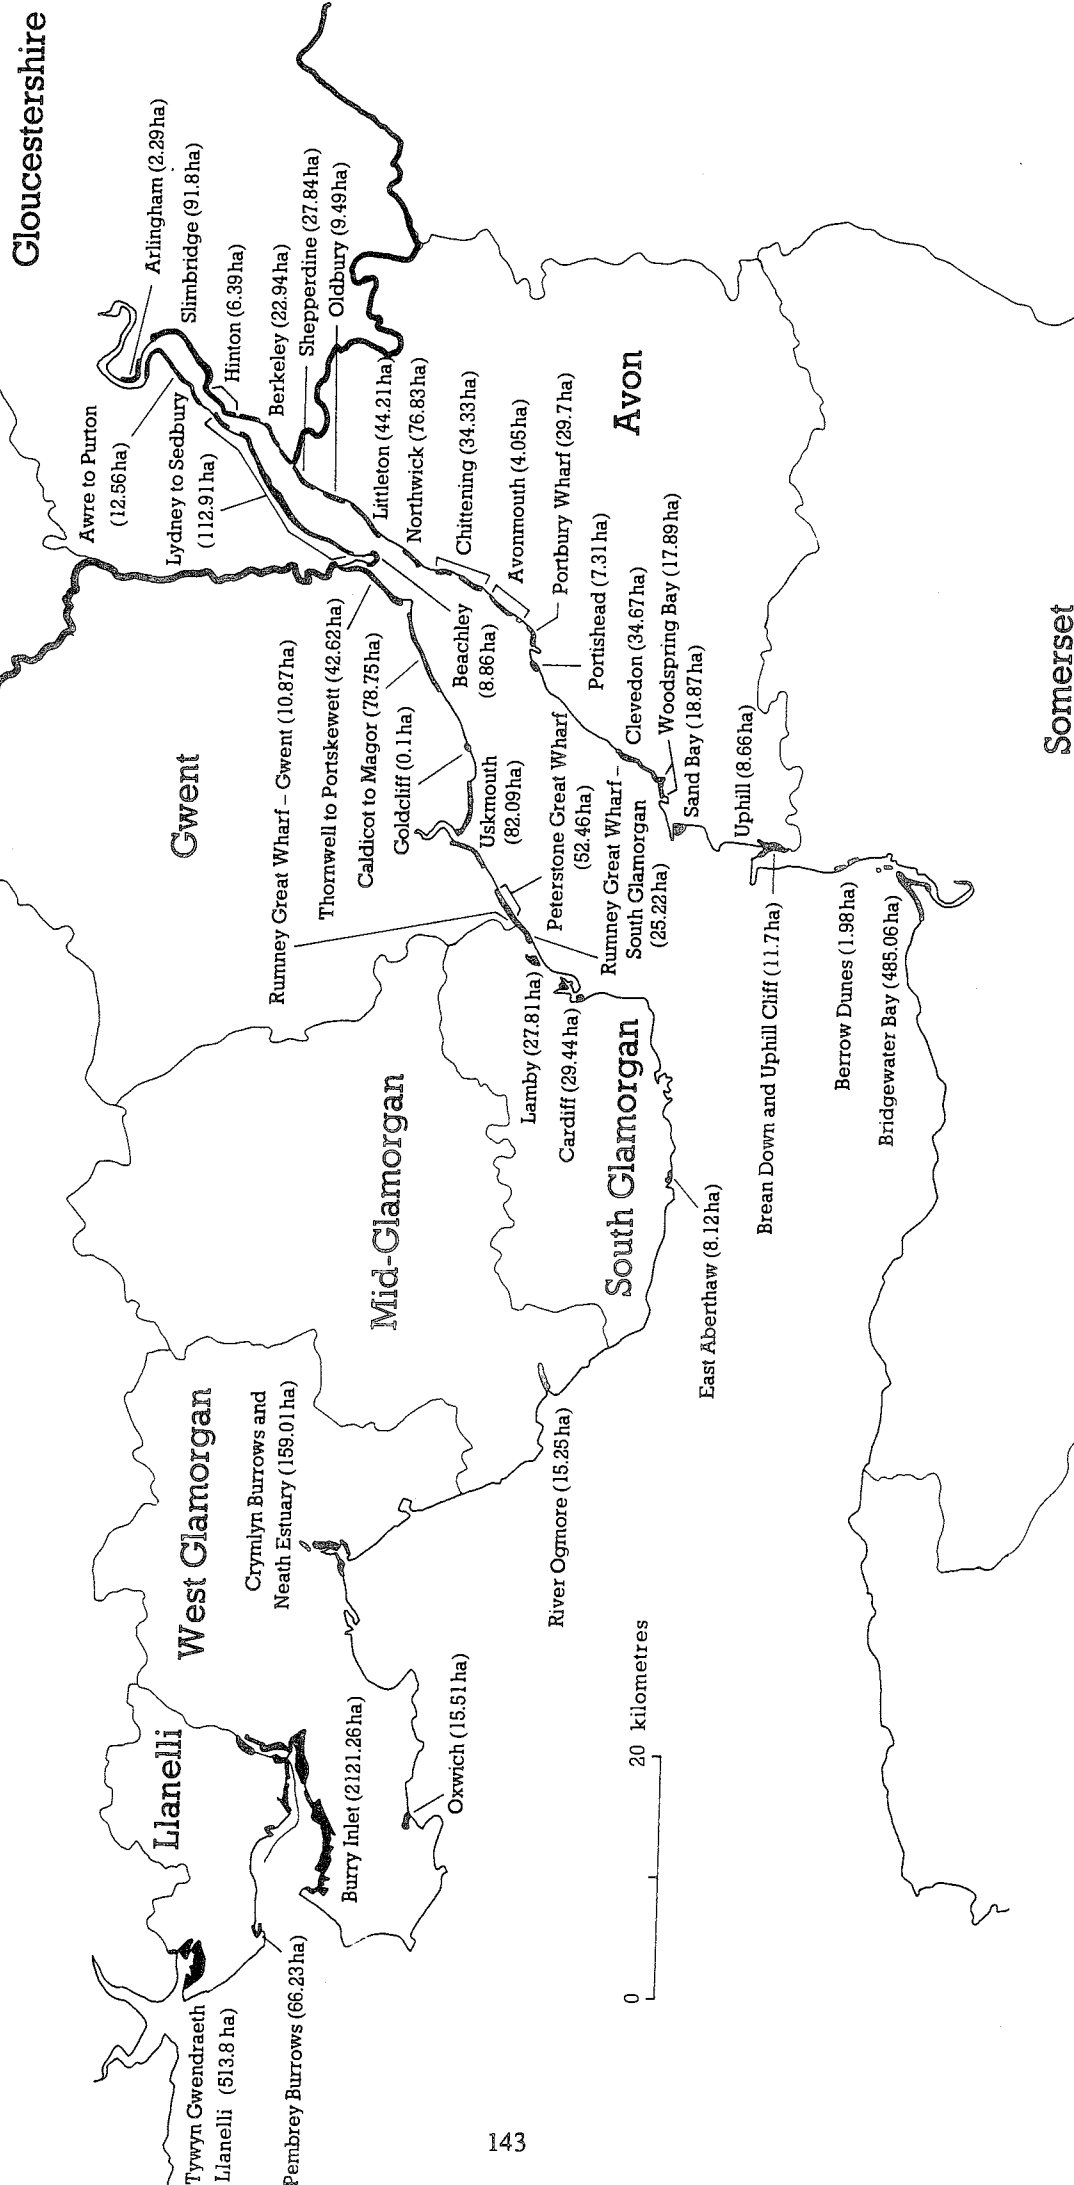 Gloucestershire
Arlingham (2.29ha)
Slimbridge (91.8ha)
Hinton (6.39ha)
Berkeley (22.94ha)
Shepperdine (27.84ha)
Oldbury (9.49ha)
Awre to Purton
(12.56ha)
Lydney to Sedbury
(112.91ha)
Littleton (44.21ha)
Northwick (76.83ha)
Chittening (34.33ha)
Avonmouth (4.05ha)
Portbury Wharf (29.7ha)
Portishead (7.31ha)
Clevedon (34.67ha)
Woodspring Bay (17.89ha)
Sand Bay (18.87ha)
Uphill (8.66ha)
Avon
Somerset
Beachley
(8.86ha)
Gwent
Rumney Great Wharf – Gwent (10.87ha)
Thornwell to Portskewett (42.62ha)
Caldicot to Magor (78.75ha)
Goldcliff (0.1ha)
Uskmouth
(82.09ha)
Peterstone Great Wharf
(52.46ha)
Rumney Great Wharf –
South Glamorgan
(25.22ha)
Lamby (27.81ha)
Cardiff (29.44ha)
Brean Down and Uphill Cliff (11.7ha)
Berrow Dunes (1.98ha)
Bridgewater Bay (485.06ha)
Mid-Glamorgan
South Glamorgan
East Aberthaw (8.12ha)
West Glamorgan
Crymlyn Burrows and
Neath Estuary (159.01ha)
River Ogmore (15.25ha)
Llanelli
Burry Inlet (2121.26ha)
Oxwich (15.51ha)
Tywyn Gwendraeth
Llanelli (513.8 ha)
Pembrey Burrows (66.23ha)
0
20 kilometres
143